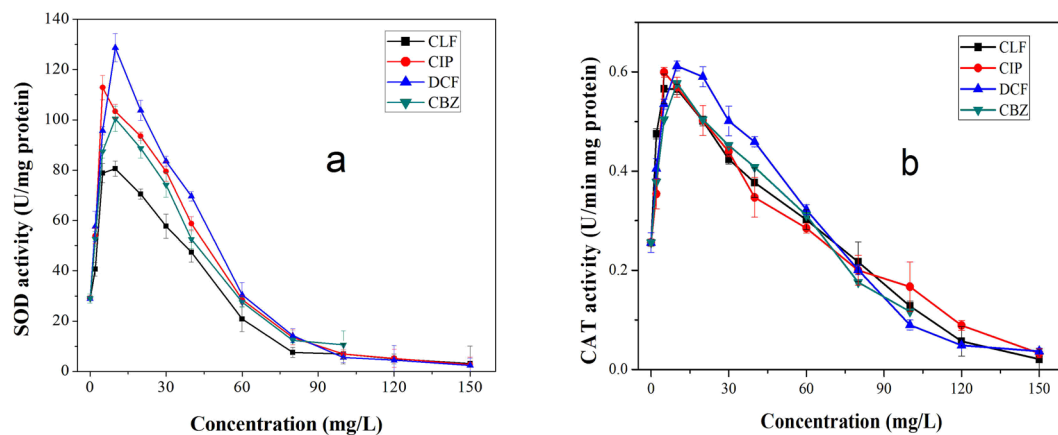 140
120
100
80
60
40
20
0
SOD activity (U/mg protein)
CLF
CIP
DCF
CBZ
a
0 30 60 90 120 150
Concentration (mg/L)
0.6
0.4
0.2
0.0
CAT activity (U/min mg protein)
CLF
CIP
DCF
CBZ
b
0 30 60 90 120 150
Concentration (mg/L)